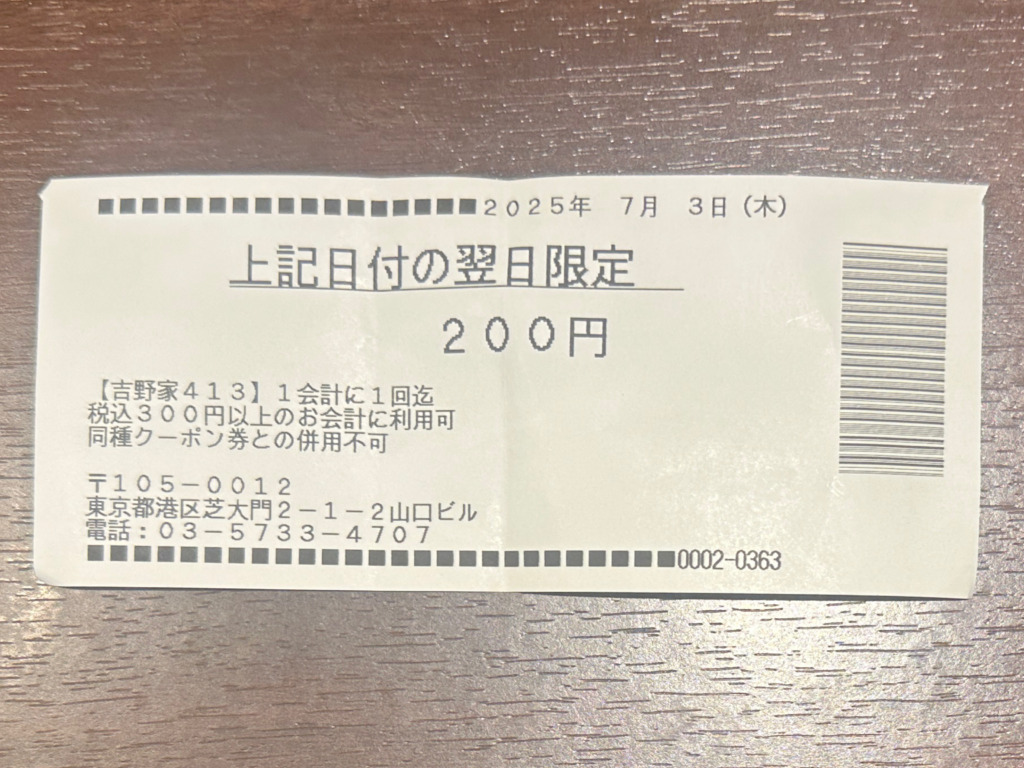 ■■■■■■■■■■■■■■■■■■2025年 7月 3日(木)
上記日付の翌日限定
200円
【吉野家413】1会計に1回迄
税込300円以上のお会計に利用可
同種クーポン券との併用不可
〒105-0012
東京都港区芝大門2-1-2山口ビル
電話:03-5733-4707
■■■■■■■■■■■■■■■■■■■■■■■■■■0002-0363